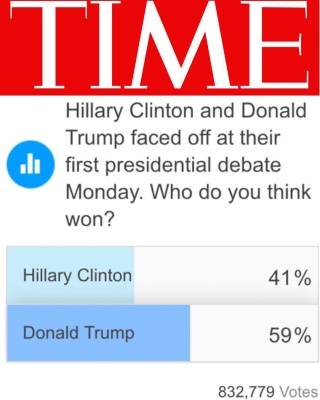 TIME
Hillary Clinton and Donald
Trump faced off at their
first presidential debate
Monday. Who do you think
won?
Hillary Clinton 41%
Donald Trump 59%
832,779 Votes